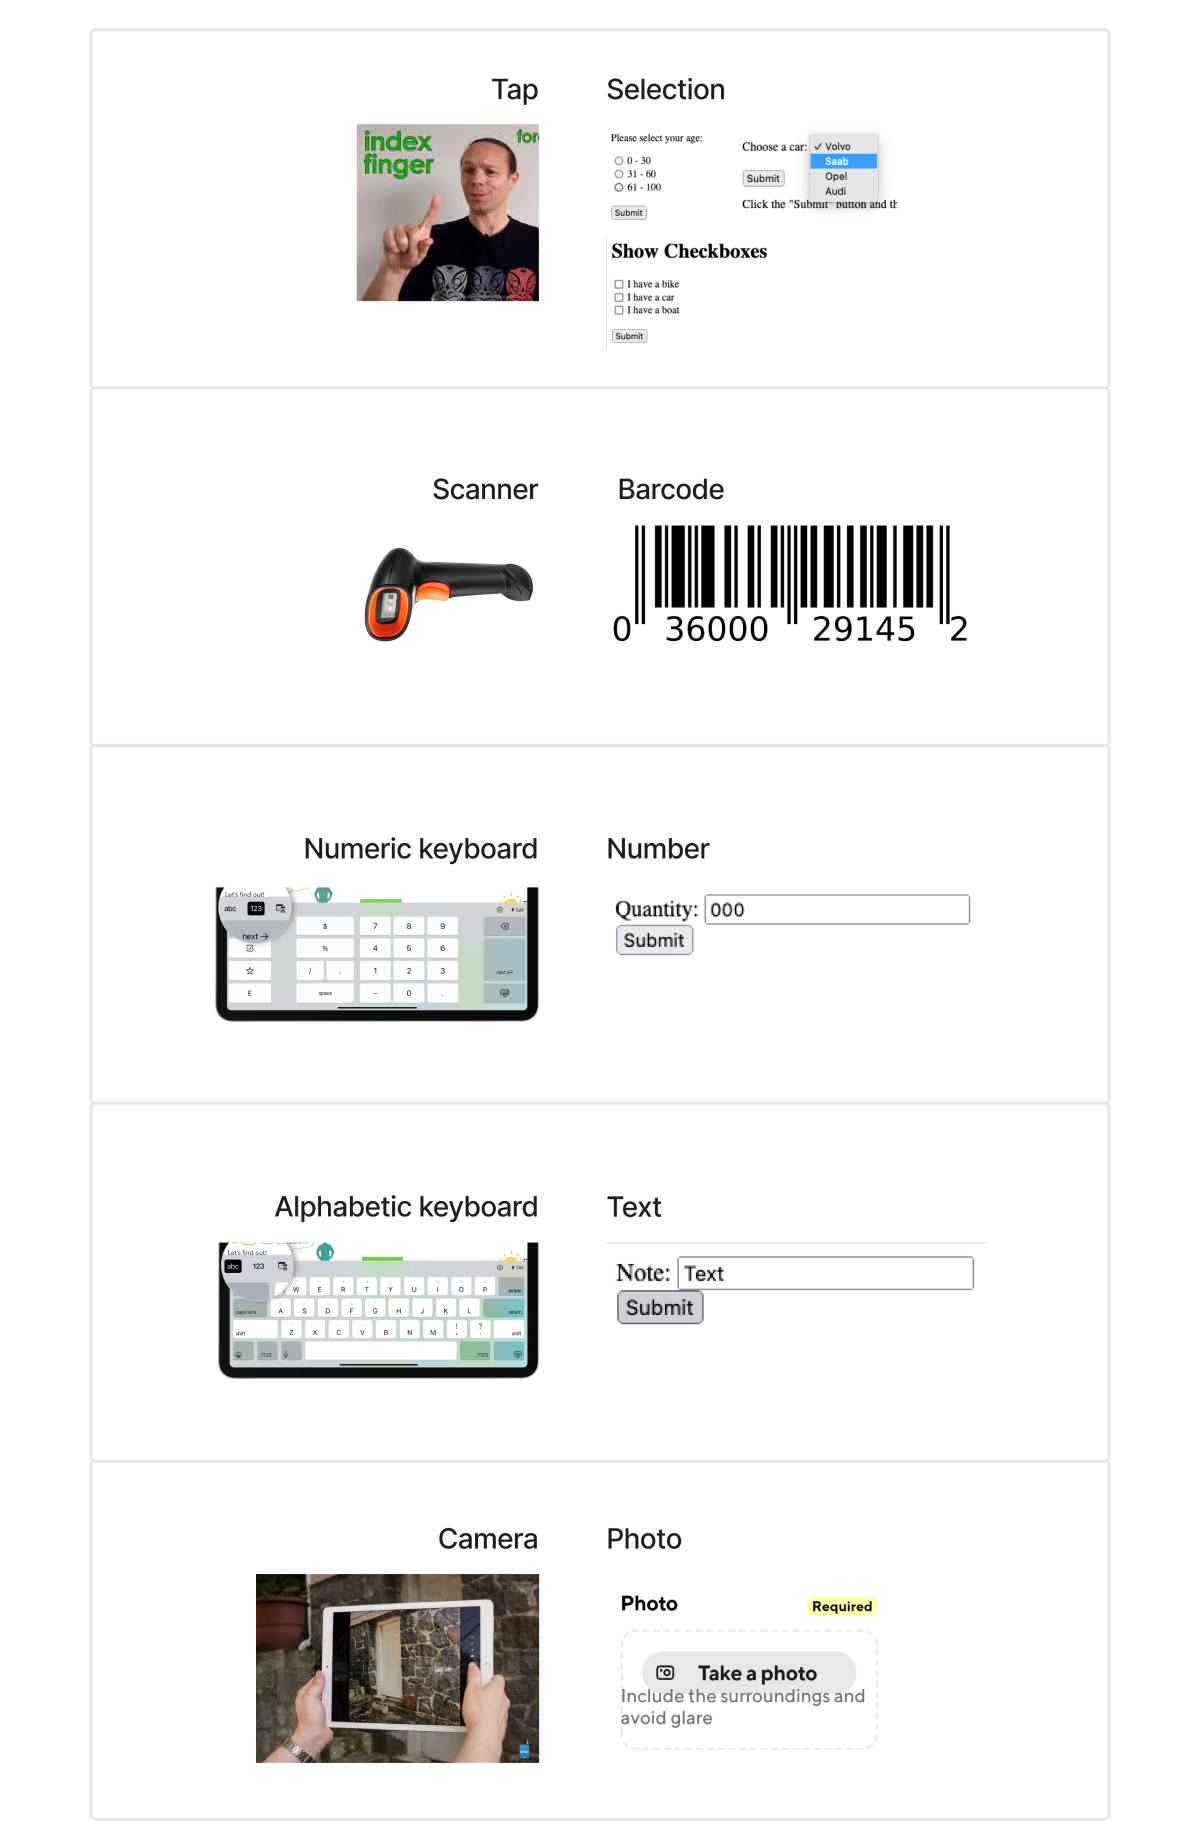 Tap
Selection
index
finger
fore
Please select your age:
0 - 30
31 - 60
61 - 100
Submit
Choose a car:
✓ Volvo
Saab
Opel
Audi
Submit
Click the "Submit" button and th
Show Checkboxes
I have a bike
I have a car
I have a boat
Submit
Scanner
Barcode
0 36000 29145 2
Numeric keyboard
Number
Let's find out!
abc 123
next →
$ 7 8 9
% 4 5 6
/ . 1 2 3
E space – 0 .
Cell
Quantity: 000
Submit
Alphabetic keyboard
Text
Let's find out!
abc 123
Cell
W E R T Y U I O P delete
caps lock A S D F G H J K L return
shift Z X C V B N M ! , ? . shift
.?123 .?123
Note: Text
Submit
Camera
Photo
Photo
Required
Take a photo
Include the surroundings and
avoid glare